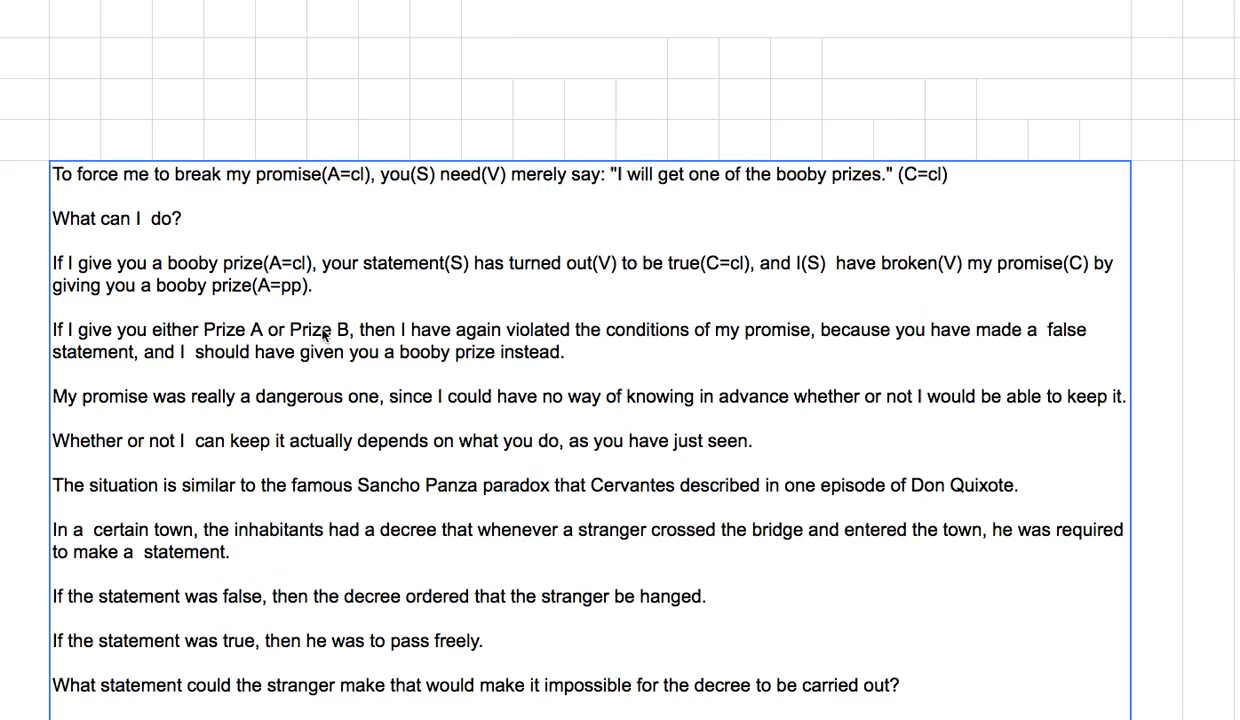 To force me to break my promise(A=cl), you(S) need(V) merely say: "I will get one of the booby prizes." (C=cl)
What can I  do?
If I give you a booby prize(A=cl), your statement(S) has turned out(V) to be true(C=cl), and I(S)  have broken(V) my promise(C) by
giving you a booby prize(A=pp).
If I give you either Prize A or Prize B, then I have again violated the conditions of my promise, because you have made a  false
statement, and I  should have given you a booby prize instead.
My promise was really a dangerous one, since I could have no way of knowing in advance whether or not I would be able to keep it.
Whether or not I  can keep it actually depends on what you do, as you have just seen.
The situation is similar to the famous Sancho Panza paradox that Cervantes described in one episode of Don Quixote.
In a  certain town, the inhabitants had a decree that whenever a stranger crossed the bridge and entered the town, he was required
to make a  statement.
If the statement was false, then the decree ordered that the stranger be hanged.
If the statement was true, then he was to pass freely.
What statement could the stranger make that would make it impossible for the decree to be carried out?